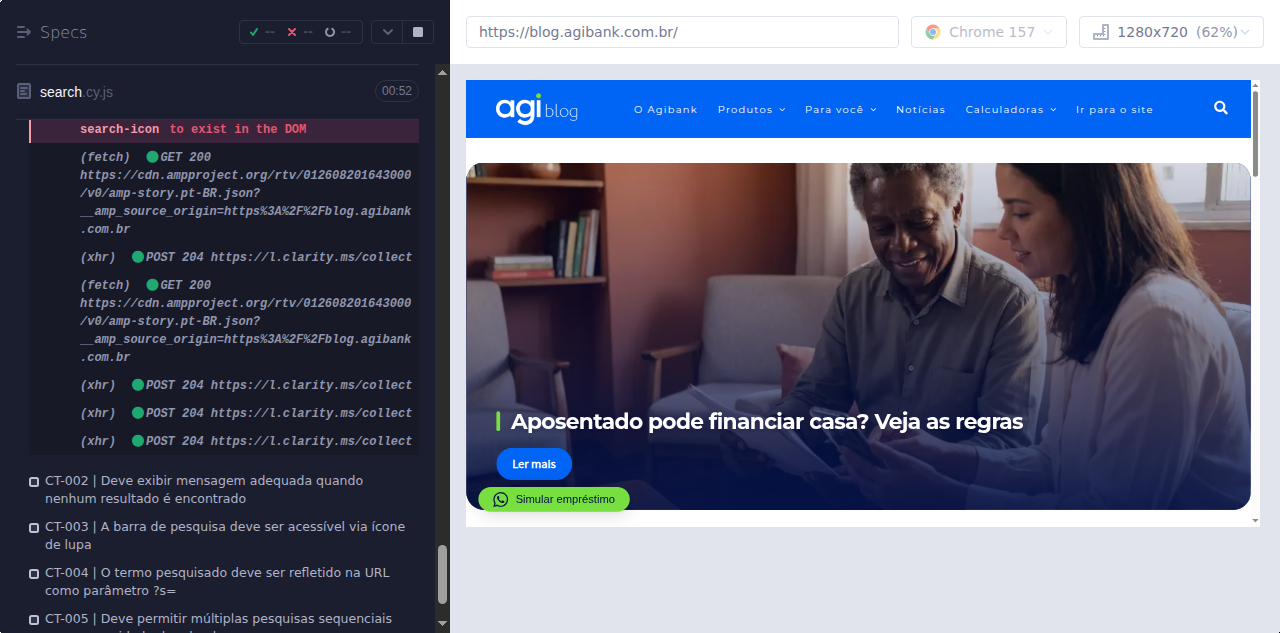 Specs
-- -- --
https://blog.agibank.com.br/
Chrome 157
1280x720 (62%)
search.cy.js
00:52
search-icon to exist in the DOM
(fetch) GET 200
https://cdn.ampproject.org/rtv/012608201643000
/v0/amp-story.pt-BR.json?
__amp_source_origin=https%3A%2F%2Fblog.agibank
.com.br
(xhr) POST 204 https://l.clarity.ms/collect
(fetch) GET 200
https://cdn.ampproject.org/rtv/012608201643000
/v0/amp-story.pt-BR.json?
__amp_source_origin=https%3A%2F%2Fblog.agibank
.com.br
(xhr) POST 204 https://l.clarity.ms/collect
(xhr) POST 204 https://l.clarity.ms/collect
(xhr) POST 204 https://l.clarity.ms/collect
CT-002 | Deve exibir mensagem adequada quando
nenhum resultado é encontrado
CT-003 | A barra de pesquisa deve ser acessível via ícone
de lupa
CT-004 | O termo pesquisado deve ser refletido na URL
como parâmetro ?s=
CT-005 | Deve permitir múltiplas pesquisas sequenciais
agi blog
O Agibank Produtos Para você Notícias Calculadoras Ir para o site
Aposentado pode financiar casa? Veja as regras
Ler mais
Simular empréstimo